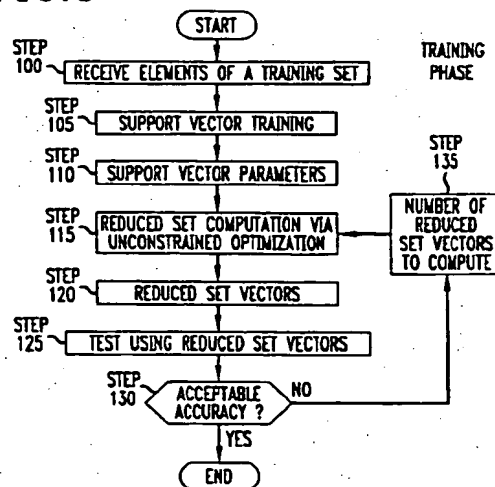 START
STEP
100
RECEIVE ELEMENTS OF A TRAINING SET
TRAINING
PHASE
STEP
105
SUPPORT VECTOR TRAINING
STEP
110
SUPPORT VECTOR PARAMETERS
STEP
135
NUMBER OF
REDUCED
SET VECTORS
TO COMPUTE
STEP
115
REDUCED SET COMPUTATION VIA
UNCONSTRAINED OPTIMIZATION
STEP
120
REDUCED SET VECTORS
STEP
125
TEST USING REDUCED SET VECTORS
STEP
130
ACCEPTABLE
ACCURACY ?
NO
YES
END